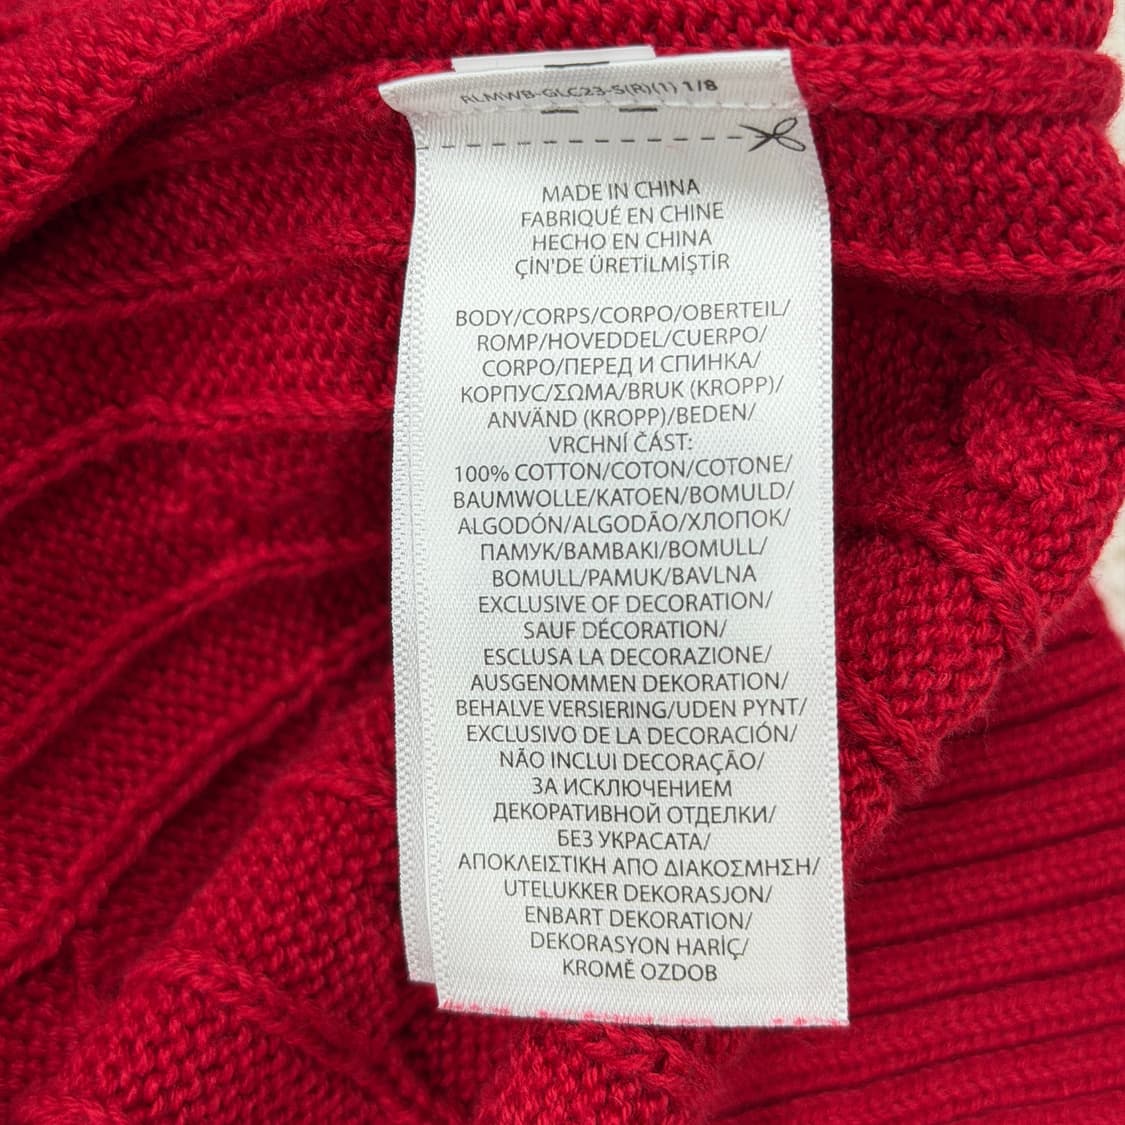 RLMWB-GLC23-S(R)(1) 1/8
MADE IN CHINA
FABRIQUÉ EN CHINE
HECHO EN CHINA
ÇİN'DE ÜRETİLMİŞTİR
BODY/CORPS/CORPO/OBERTEIL/
ROMP/HOVEDDEL/CUERPO/
CORPO/ПЕРЕД И СПИНКА/
КОРПУС/ΣΩΜΑ/BRUK (KROPP)/
ANVÄND (KROPP)/BEDEN/
VRCHNÍ ČÁST:
100% COTTON/COTON/COTONE/
BAUMWOLLE/KATOEN/BOMULD/
ALGODÓN/ALGODÃO/ХЛОПОК/
ПАМУК/BAMBAKI/BOMULL/
BOMULL/PAMUK/BAVLNA
EXCLUSIVE OF DECORATION/
SAUF DÉCORATION/
ESCLUSA LA DECORAZIONE/
AUSGENOMMEN DEKORATION/
BEHALVE VERSIERING/UDEN PYNT/
EXCLUSIVO DE LA DECORACIÓN/
NÃO INCLUI DECORAÇÃO/
ЗА ИСКЛЮЧЕНИЕМ
ДЕКОРАТИВНОЙ ОТДЕЛКИ/
БЕЗ УКРАСАТА/
ΑΠΟΚΛΕΙΣΤΙΚΗ ΑΠΟ ΔΙΑΚΟΣΜΗΣΗ/
UTELUKKER DEKORASJON/
ENBART DEKORATION/
DEKORASYON HARİÇ/
KROMĚ OZDOB